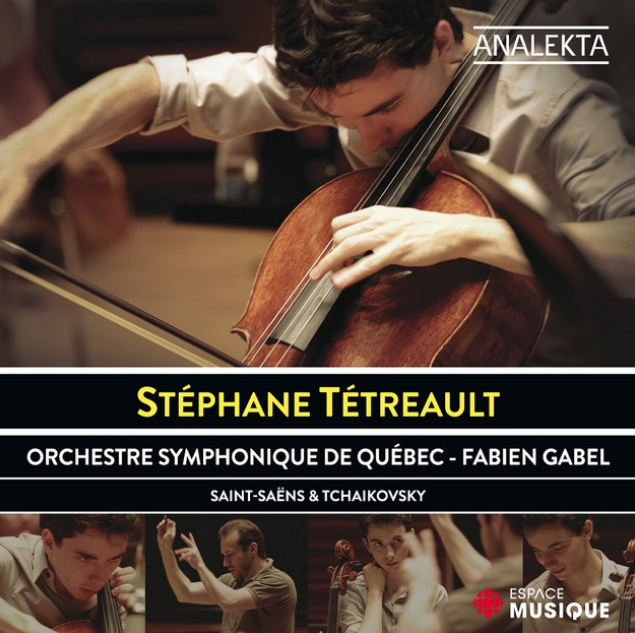 ANALEKTA
STÉPHANE TÉTREAULT
ORCHESTRE SYMPHONIQUE DE QUÉBEC - FABIEN GABEL
SAINT-SAËNS & TCHAIKOVSKY
ESPACE
MUSIQUE